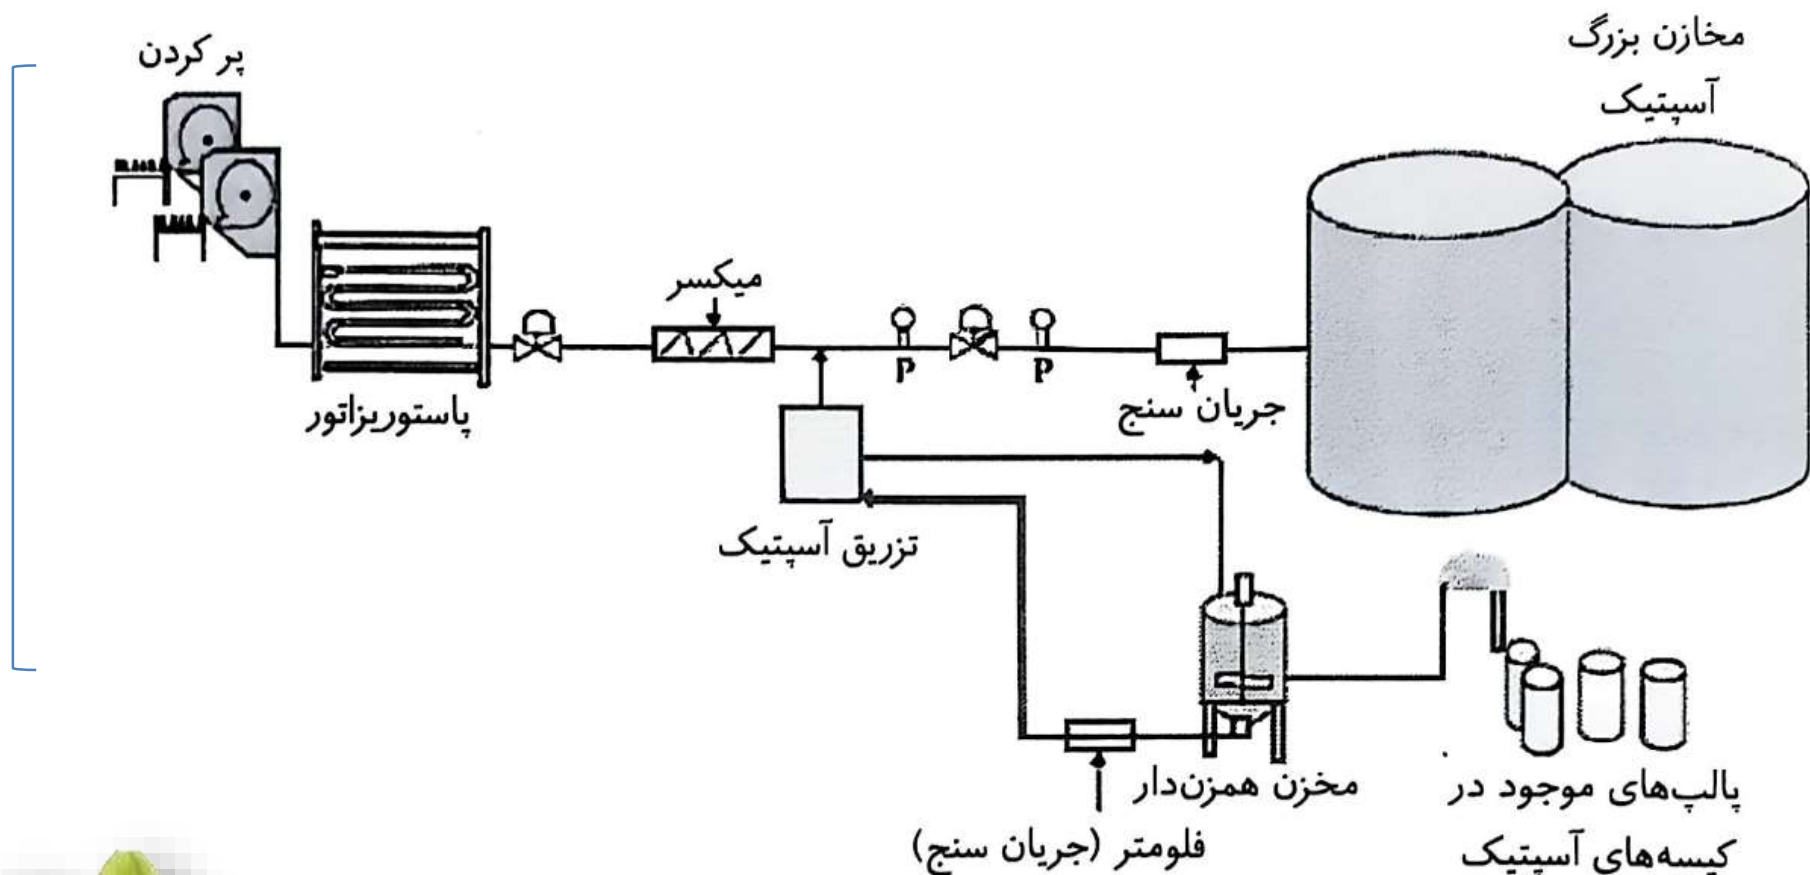 مخازن بزرگ
آسپتیک
پر کردن
میکسر
P
P
جریان سنج
پاستوریزاتور
تزریق آسپتیک
مخزن همزن‌دار
فلومتر (جریان سنج)
پالپ‌های موجود در
کیسه‌های آسپتیک